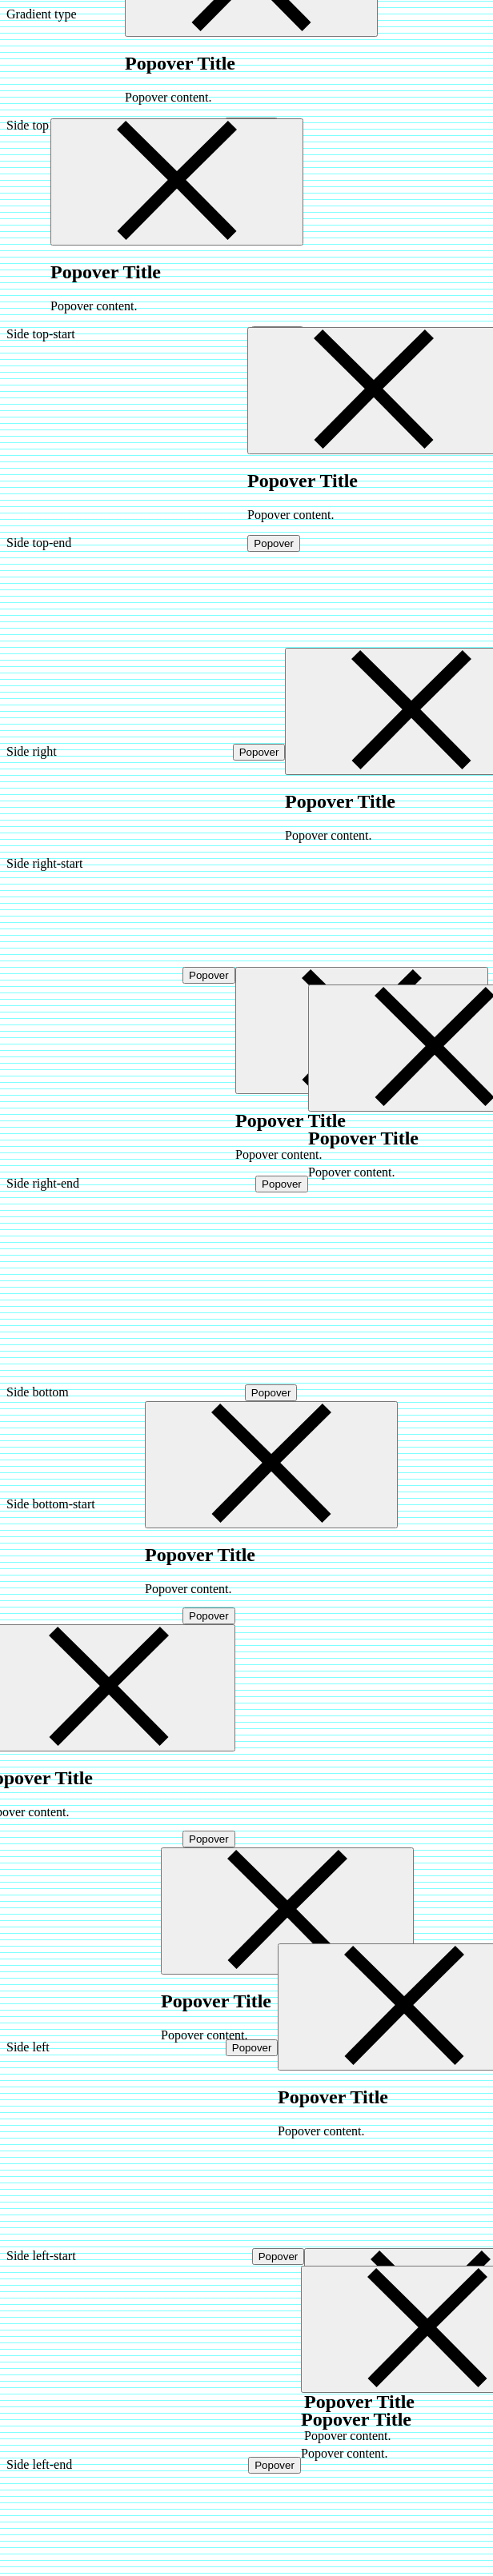 Gradient type
Popover Title
Popover content.
Side top
Popover Title
Popover content.
Side top-start
Popover Title
Popover content.
Side top-end
Popover
Side right
Popover
Popover Title
Popover content.
Side right-start
Popover
Popover Title
Popover Title
Popover content.
Popover content.
Side right-end
Popover
Side bottom
Popover
Side bottom-start
Popover Title
Popover content.
Popover
Title
content.
Popover
Popover Title
Popover content.
Side left
Popover
Popover Title
Popover content.
Side left-start
Popover
Popover Title
Popover Title
Popover content.
Popover content.
Side left-end
Popover